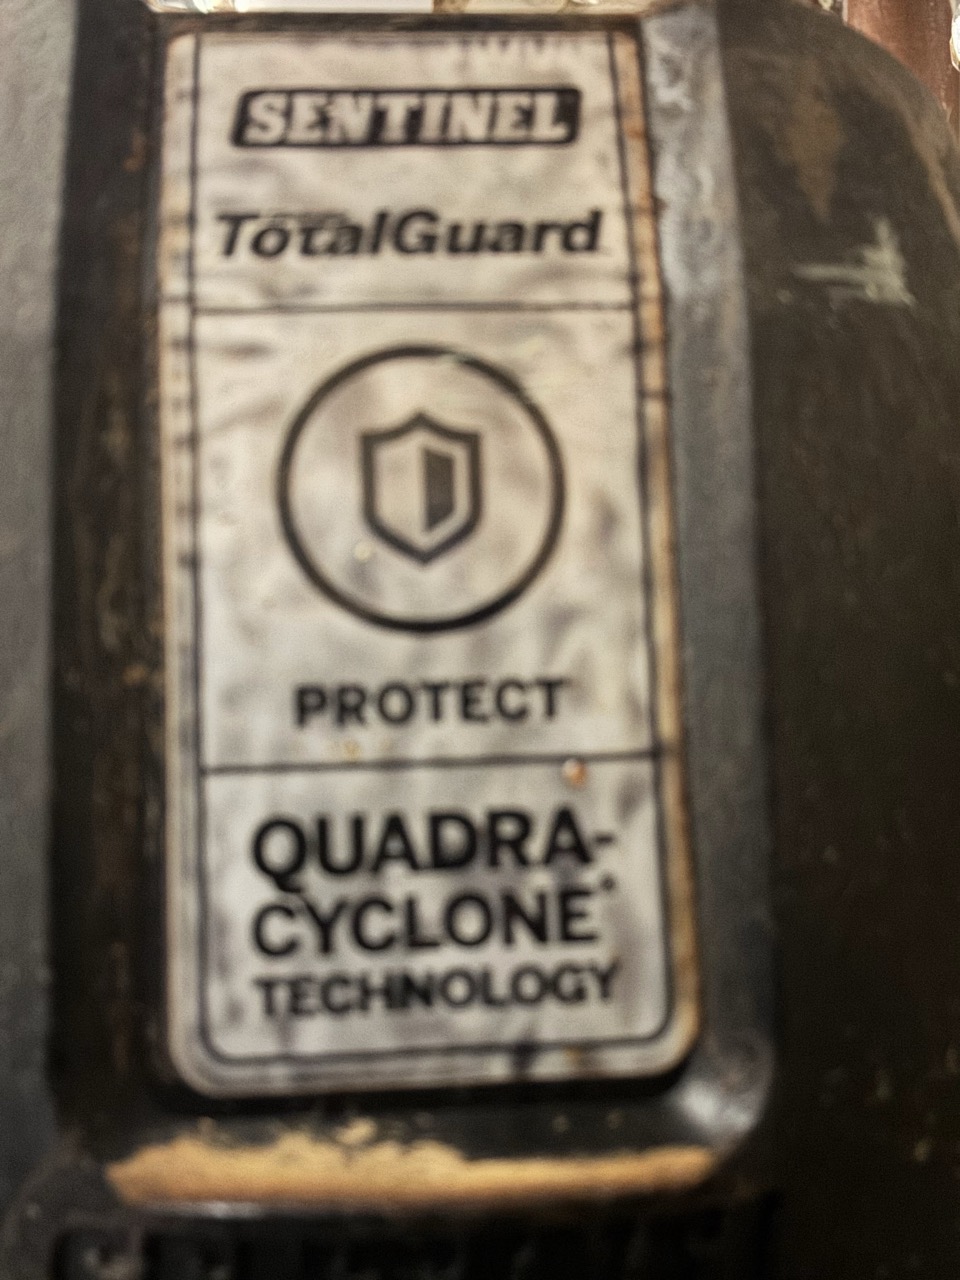 SENTINEL
TotalGuard
PROTECT
QUADRA-
CYCLONE
TECHNOLOGY